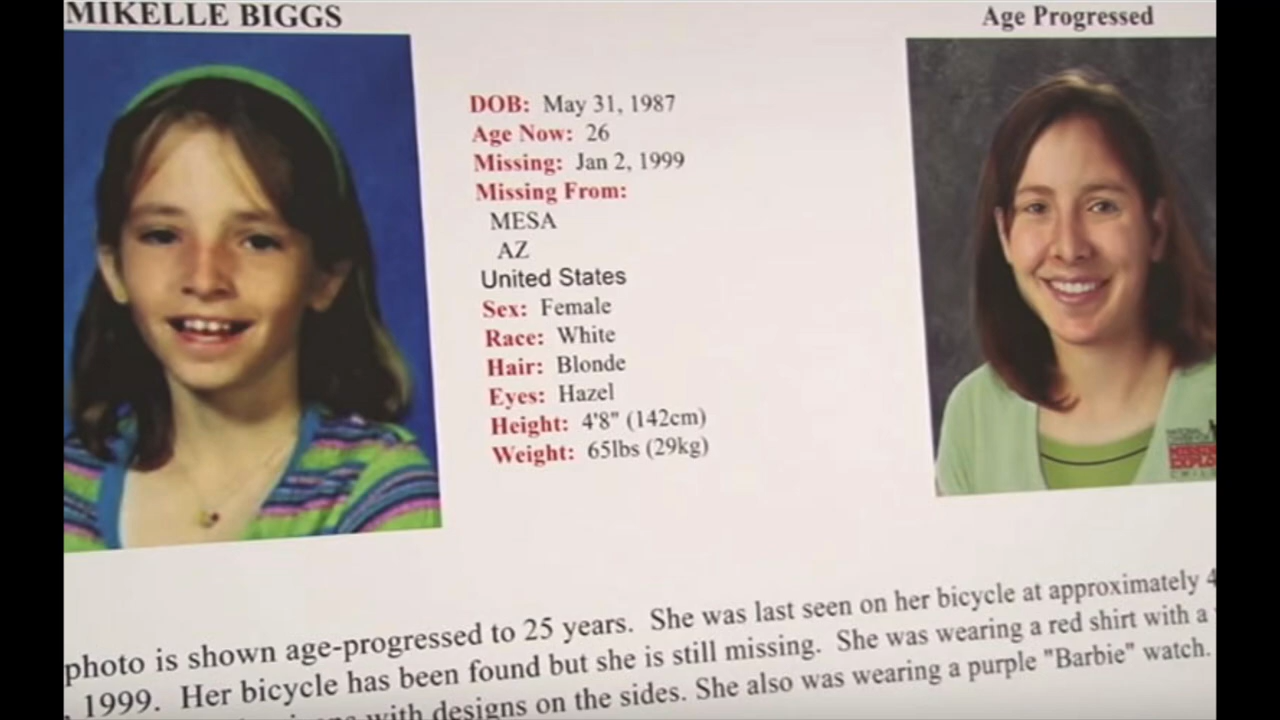 MIKELLE BIGGS
Age Progressed
DOB: May 31, 1987
Age Now: 26
Missing: Jan 2, 1999
Missing From:
MESA
AZ
United States
Sex: Female
Race: White
Hair: Blonde
Eyes: Hazel
Height: 4'8" (142cm)
Weight: 65lbs (29kg)
photo is shown age-progressed to 25 years. She was last seen on her bicycle at approximately 4
, 1999. Her bicycle has been found but she is still missing. She was wearing a red shirt with a
with designs on the sides. She also was wearing a purple "Barbie" watch.